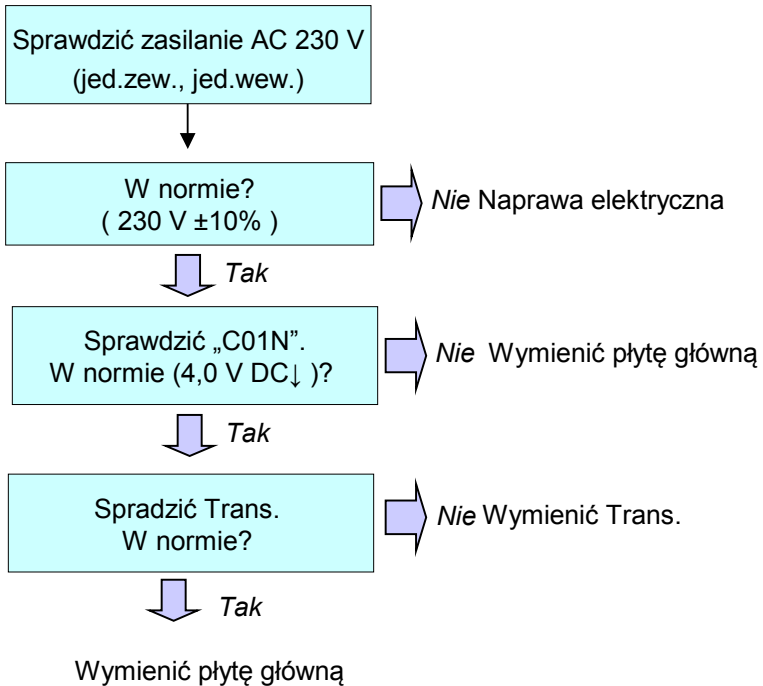 Sprawdzić zasilanie AC 230 V
(jed.zew., jed.wew.)
W normie?
( 230 V ±10% )
Nie Naprawa elektryczna
Tak
Sprawdzić „C01N”.
W normie (4,0 V DC↓ )?
Nie Wymienić płytę główną
Tak
Spradzić Trans.
W normie?
Nie Wymienić Trans.
Tak
Wymienić płytę główną